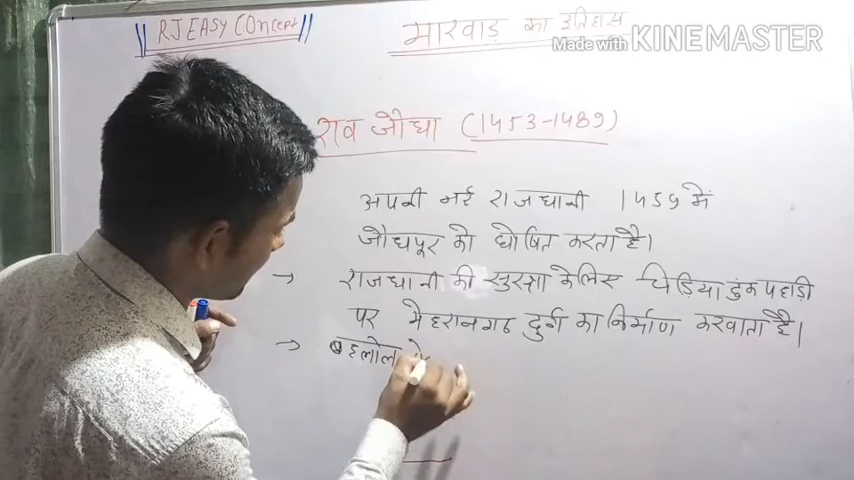 RJ EASY Concept
मारवाड़ का इतिहास
Made with KINEMASTER
राव जोधा (1453-1489)
अपनी नई राजधानी 1459 में
जोधपूर को घोषित करता है।
→ राजधानी की सुरक्षा के लिए चिड़िया टुंक पहाड़ी
पर मेहरानगढ दुर्ग का निर्माण करवाता है।
→ बहलोल